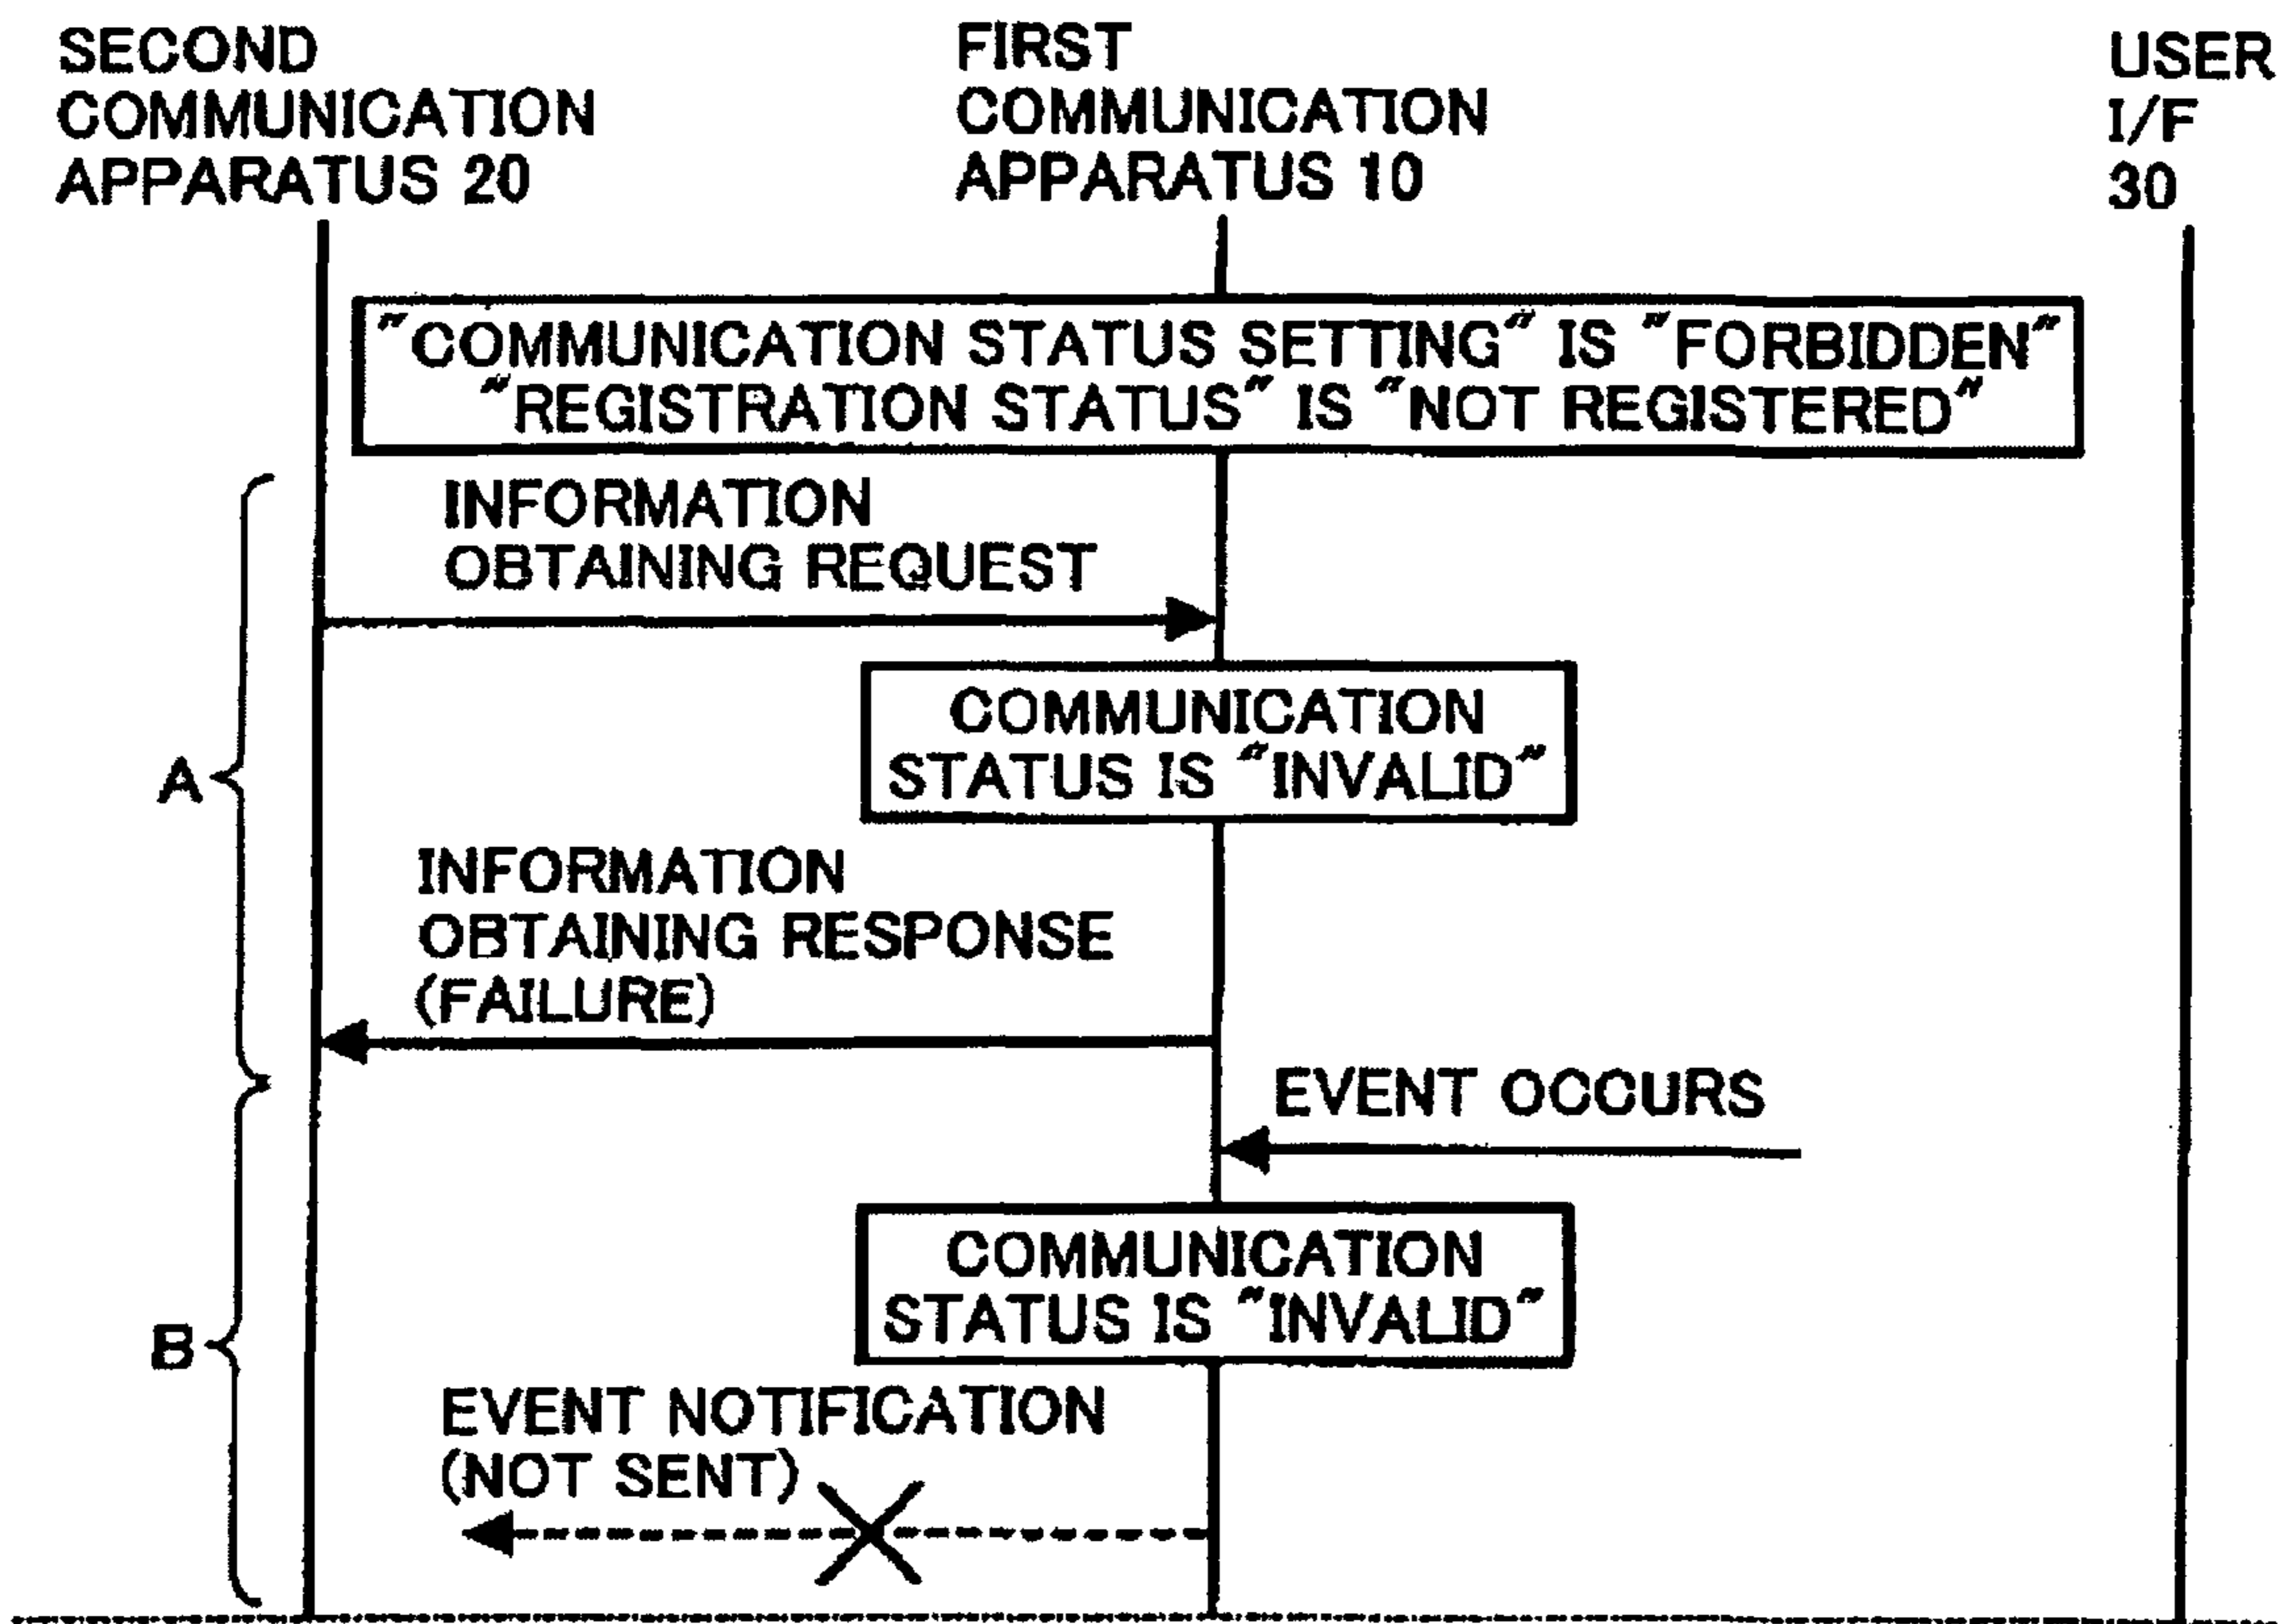 SECOND
COMMUNICATION
APPARATUS 20
FIRST
COMMUNICATION
APPARATUS 10
USER
I/F
30
"COMMUNICATION STATUS SETTING" IS "FORBIDDEN"
"REGISTRATION STATUS" IS "NOT REGISTERED"
INFORMATION
OBTAINING REQUEST
COMMUNICATION
STATUS IS "INVALID"
A
INFORMATION
OBTAINING RESPONSE
(FAILURE)
EVENT OCCURS
COMMUNICATION
STATUS IS "INVALID"
B
EVENT NOTIFICATION
(NOT SENT)